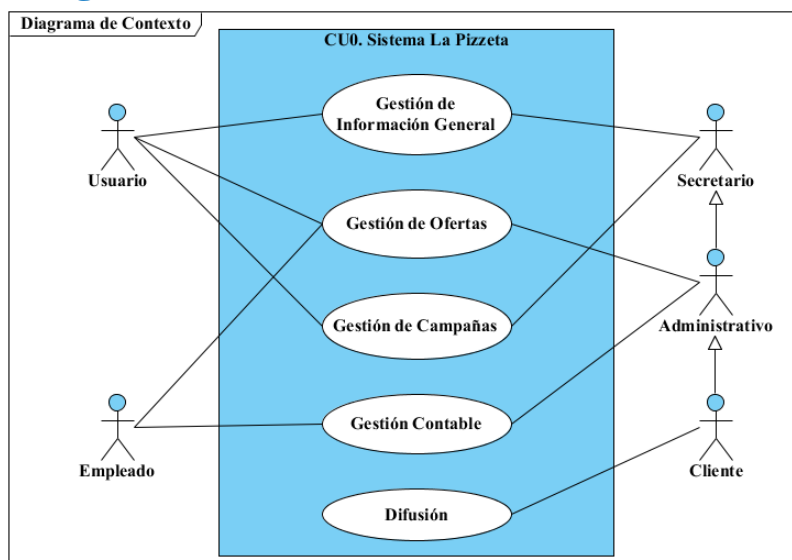 Diagrama de Contexto
CU0. Sistema La Pizzeta
Gestión de
Información General
Usuario
Secretario
Gestión de Ofertas
Gestión de Campañas
Administrativo
Gestión Contable
Empleado
Cliente
Difusión